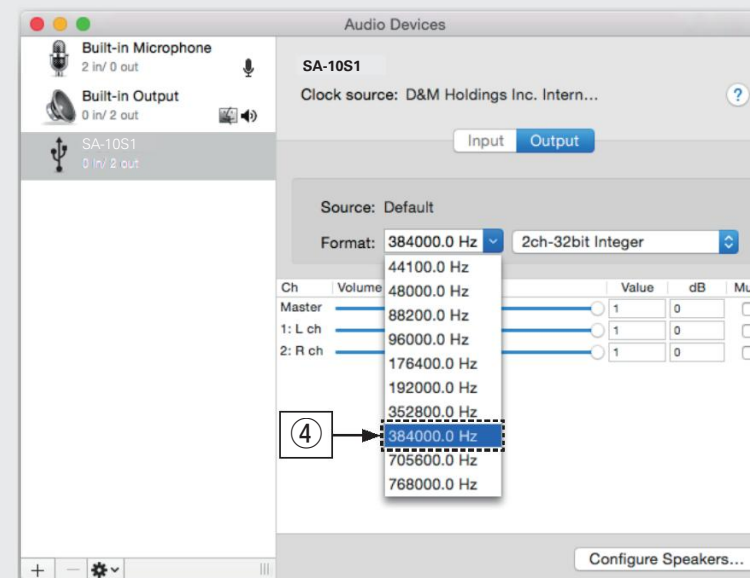 Audio Devices
Built-in Microphone
2 in/ 0 out
Built-in Output
0 in/ 2 out
SA-10S1
0 in/ 2 out
SA-10S1
Clock source: D&M Holdings Inc. Intern...
?
Input Output
Source: Default
Format: 384000.0 Hz 2ch-32bit Integer
44100.0 Hz
48000.0 Hz
88200.0 Hz
96000.0 Hz
176400.0 Hz
192000.0 Hz
352800.0 Hz
384000.0 Hz
705600.0 Hz
768000.0 Hz
Ch Volume Value dB Mu
Master 1 0
1: L ch 1 0
2: R ch 1 0
④
Configure Speakers...